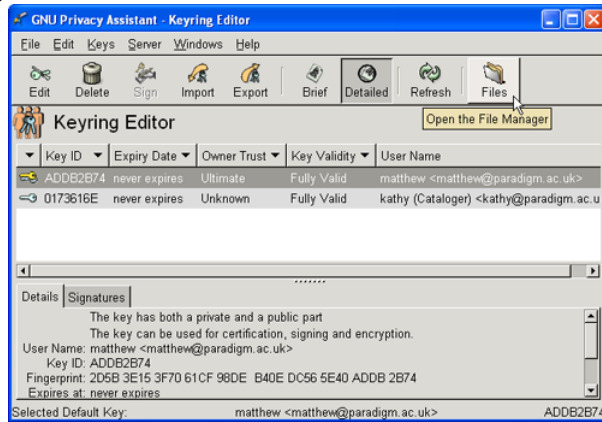 GNU Privacy Assistant - Keyring Editor
File Edit Keys Server Windows Help
Edit Delete Sign Import Export Brief Detailed Refresh Files
Keyring Editor
Open the File Manager
Key ID Expiry Date Owner Trust Key Validity User Name
ADDB2B74 never expires Ultimate Fully Valid matthew <matthew@paradigm.ac.uk>
0173616E never expires Unknown Fully Valid kathy (Cataloger) <kathy@paradigm.ac.u
Details Signatures
The key has both a private and a public part
The key can be used for certification, signing and encryption.
User Name: matthew <matthew@paradigm.ac.uk>
Key ID: ADDB2B74
Fingerprint: 2D5B 3E15 3F70 61CF 98DE B40E DC56 5E40 ADDB 2B74
Expires at: never expires
Selected Default Key: matthew <matthew@paradigm.ac.uk> ADDB2B74